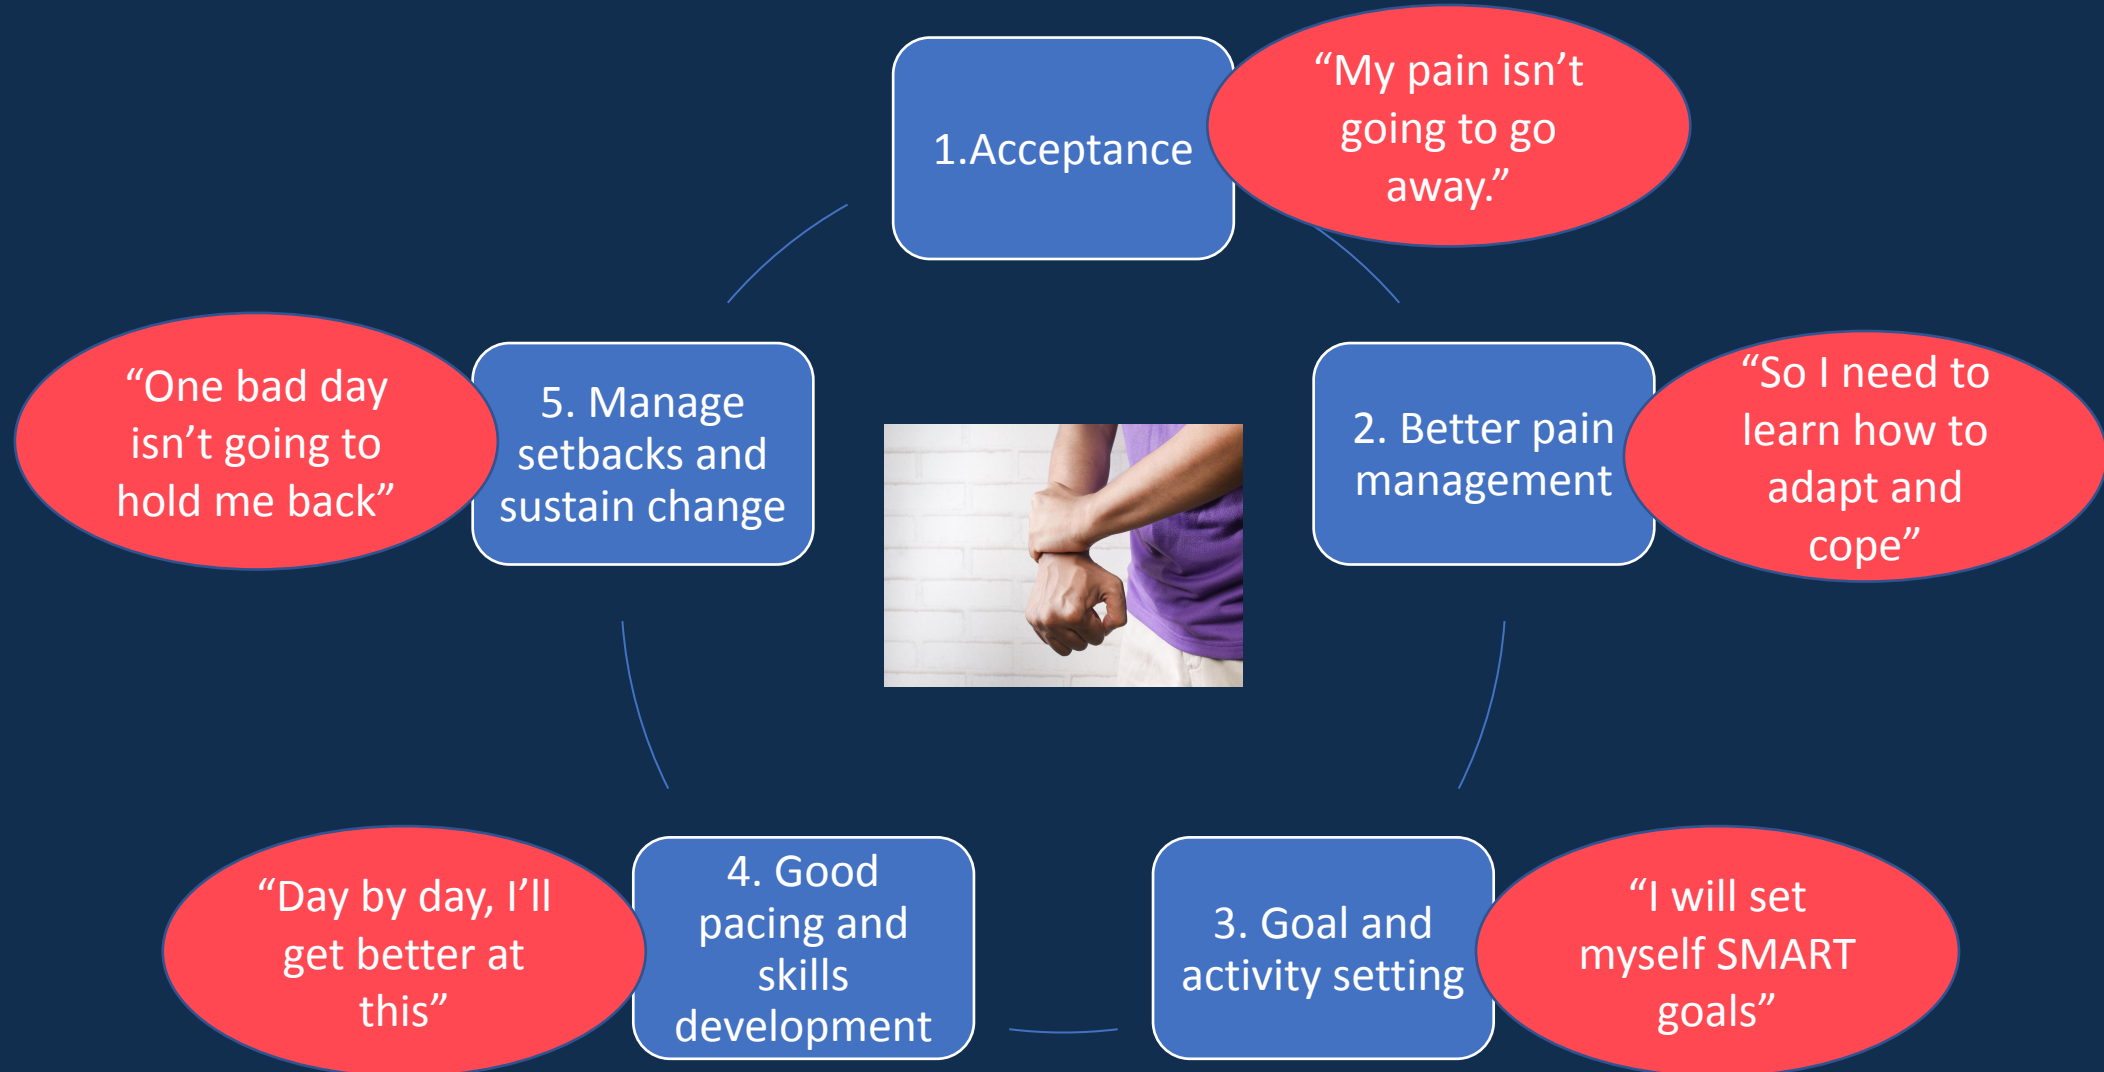 1.Acceptance
“My pain isn’t
going to go
away.”
2. Better pain
management
“So I need to
learn how to
adapt and
cope”
3. Goal and
activity setting
“I will set
myself SMART
goals”
4. Good
pacing and
skills
development
“Day by day, I’ll
get better at
this”
5. Manage
setbacks and
sustain change
“One bad day
isn’t going to
hold me back”